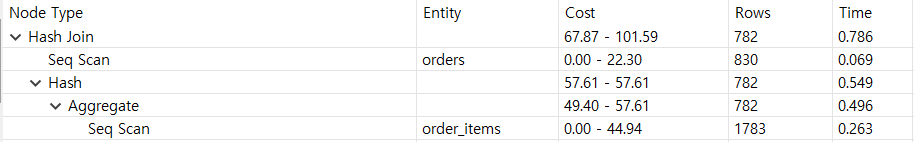 Node Type Entity Cost Rows Time
Hash Join 67.87 - 101.59 782 0.786
Seq Scan orders 0.00 - 22.30 830 0.069
Hash 57.61 - 57.61 782 0.549
Aggregate 49.40 - 57.61 782 0.496
Seq Scan order_items 0.00 - 44.94 1783 0.263